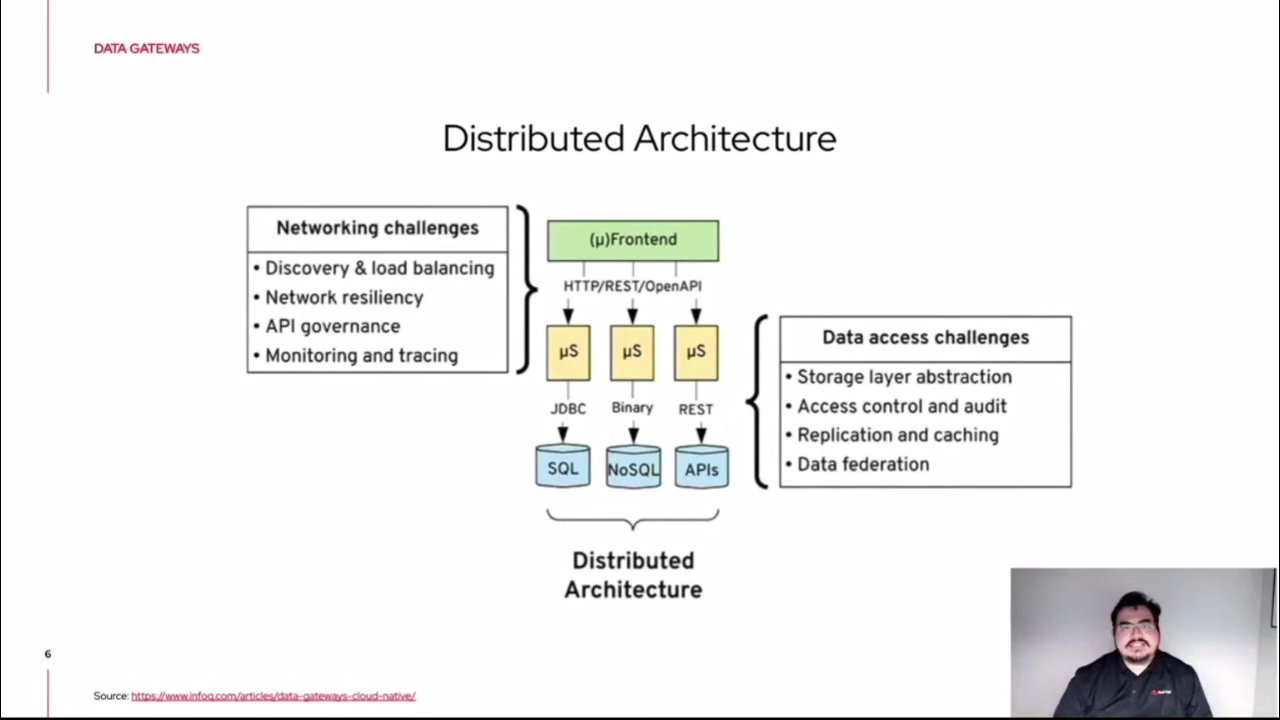 DATA GATEWAYS
Distributed Architecture
Networking challenges
• Discovery & load balancing
• Network resiliency
• API governance
• Monitoring and tracing
(µ)Frontend
HTTP/REST/OpenAPI
µS µS µS
JDBC Binary REST
SQL NoSQL APIs
Data access challenges
• Storage layer abstraction
• Access control and audit
• Replication and caching
• Data federation
Distributed
Architecture
6
Source: https://www.infoq.com/articles/data-gateways-cloud-native/